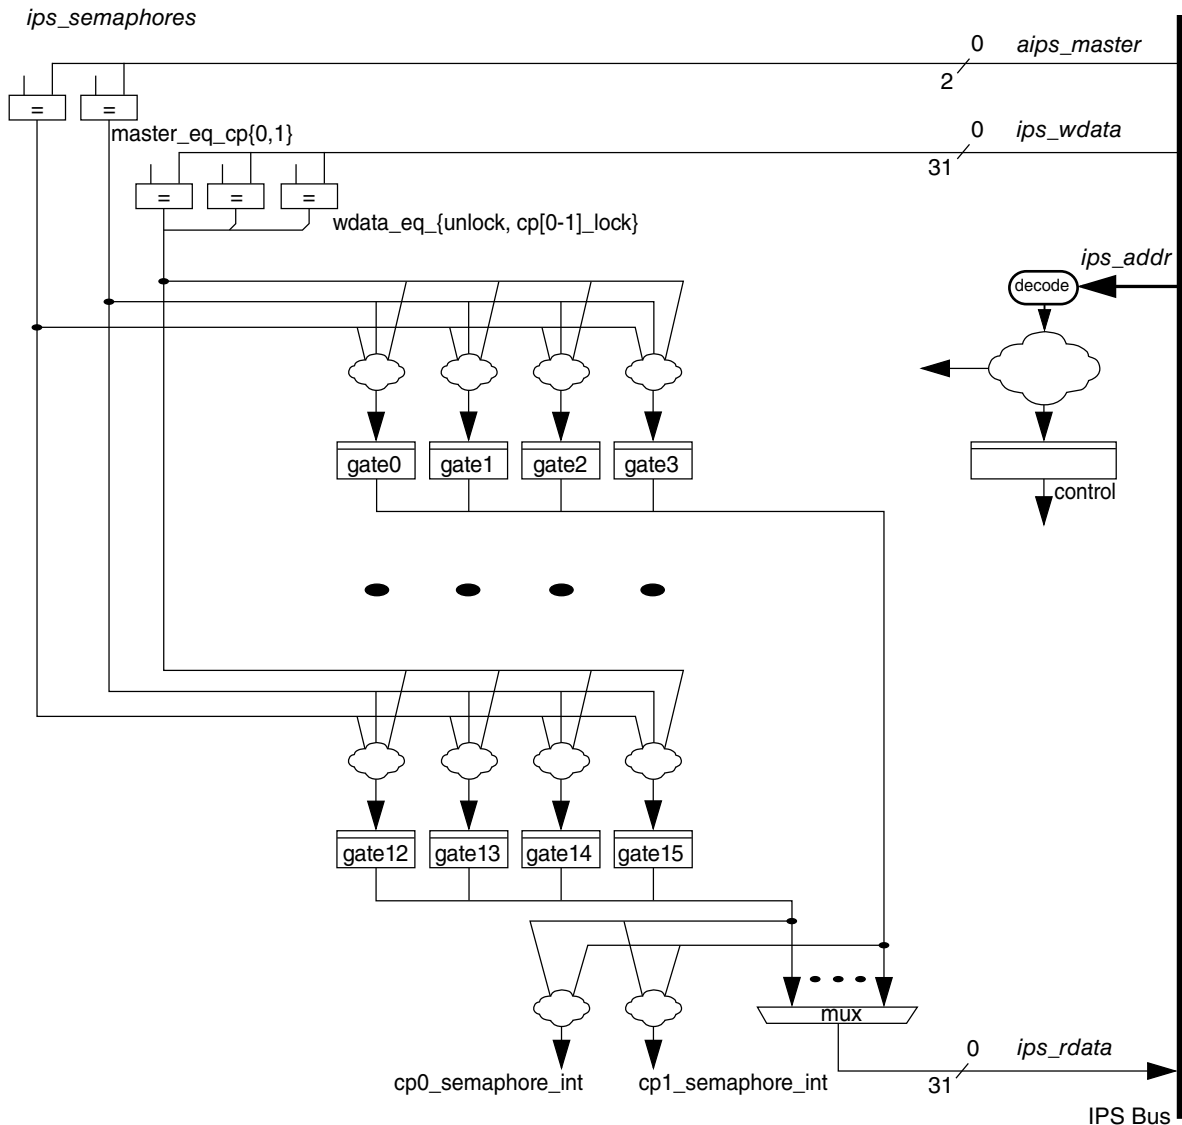 ips_semaphores
0 aips_master
2
= =
master_eq_cp{0,1}
0 ips_wdata
31
= = =
wdata_eq_{unlock, cp[0-1]_lock}
ips_addr
decode
gate0 gate1 gate2 gate3
control
gate12 gate13 gate14 gate15
mux
0 ips_rdata
31
cp0_semaphore_int cp1_semaphore_int
IPS Bus